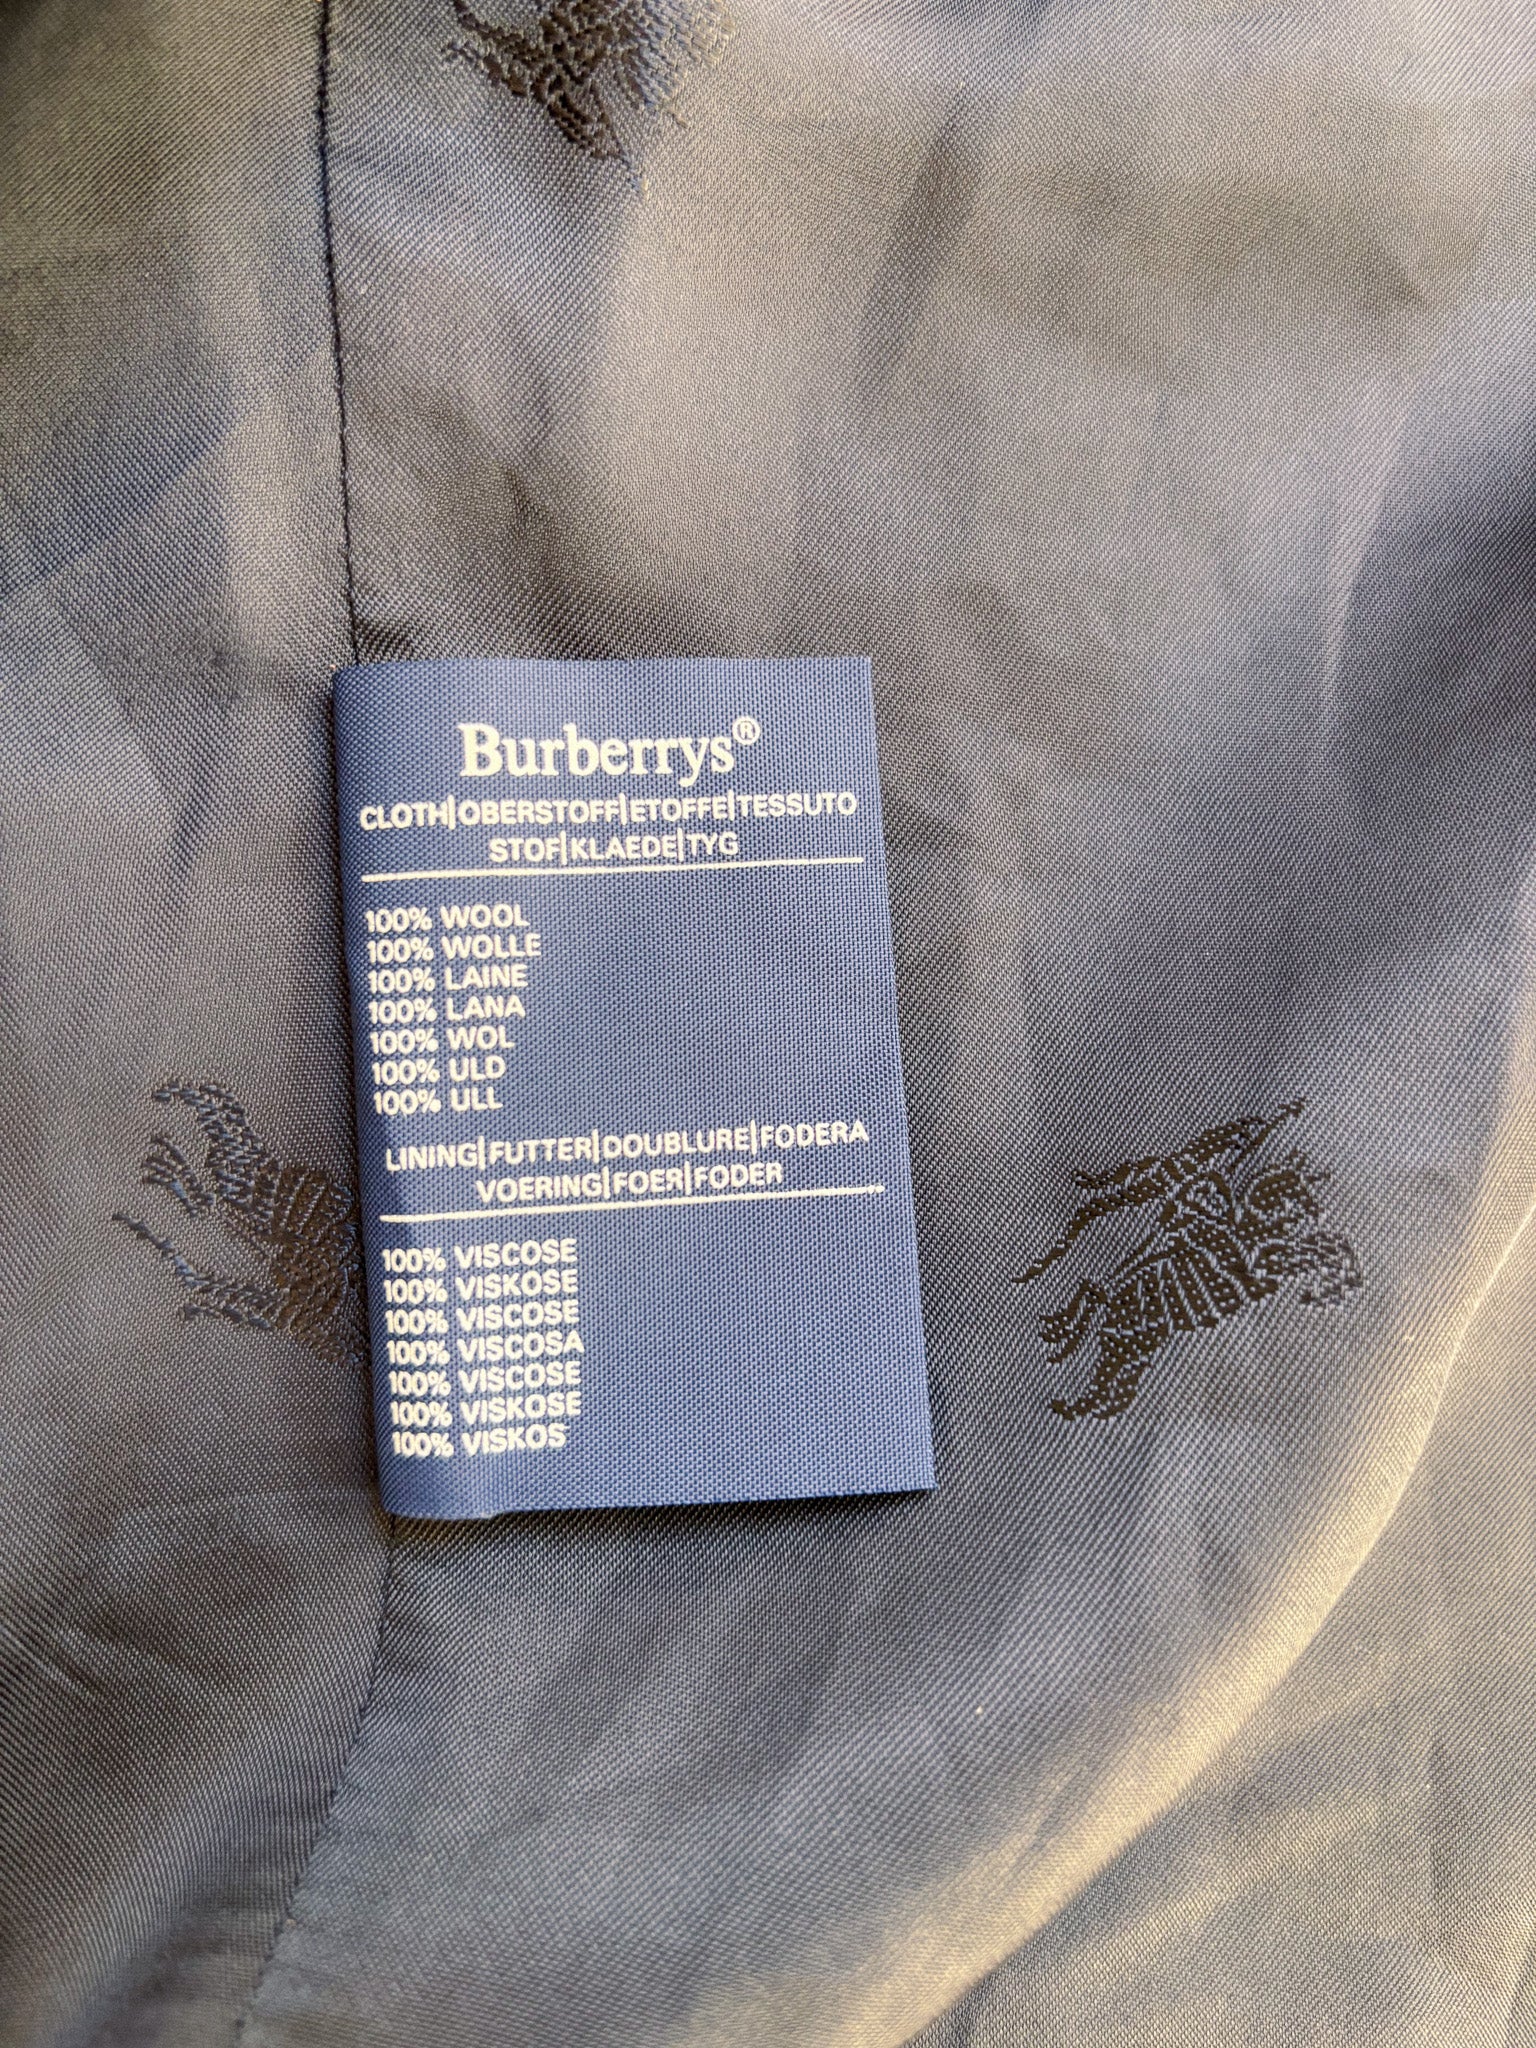 Burberrys®
CLOTH|OBERSTOFF|ETOFFE|TESSUTO
STOF|KLAEDE|TYG
100% WOOL
100% WOLLE
100% LAINE
100% LANA
100% WOL
100% ULD
100% ULL
LINING|FUTTER|DOUBLURE|FODERA
VOERING|FOER|FODER
100% VISCOSE
100% VISKOSE
100% VISCOSE
100% VISCOSA
100% VISCOSE
100% VISKOSE
100% VISKOS